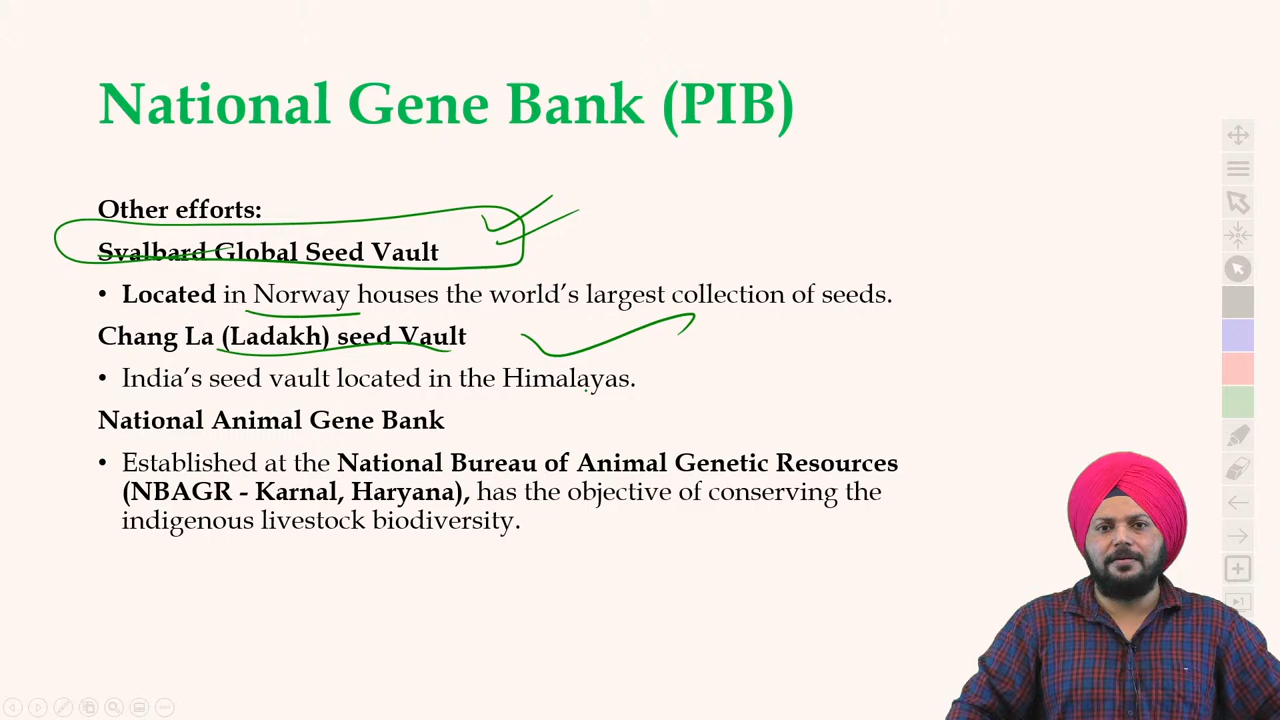 National Gene Bank (PIB)
Other efforts:
Svalbard Global Seed Vault
• Located in Norway houses the world's largest collection of seeds.
Chang La (Ladakh) seed Vault
• India's seed vault located in the Himalayas.
National Animal Gene Bank
• Established at the National Bureau of Animal Genetic Resources
(NBAGR - Karnal, Haryana), has the objective of conserving the
indigenous livestock biodiversity.